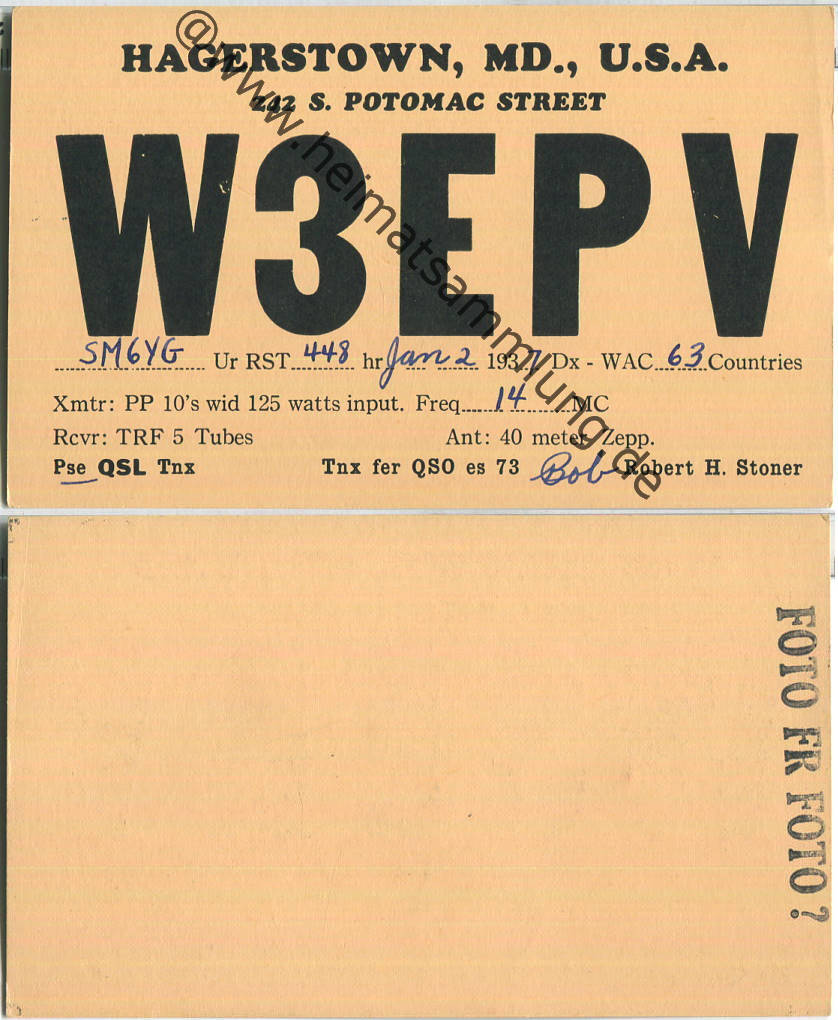 HAGERSTOWN, MD., U.S.A.
242 S. POTOMAC STREET
W3EPV
SM6YG Ur RST 448 hr Jan 2 1937 Dx - WAC 63 Countries
Xmtr: PP 10's wid 125 watts input. Freq 14 MC
Rcvr: TRF 5 Tubes Ant: 40 meter Zepp.
Pse QSL Tnx Tnx fer QSO es 73 Bob Robert H. Stoner
@www.heimatsammlung.de
FOTO FR FOTO?